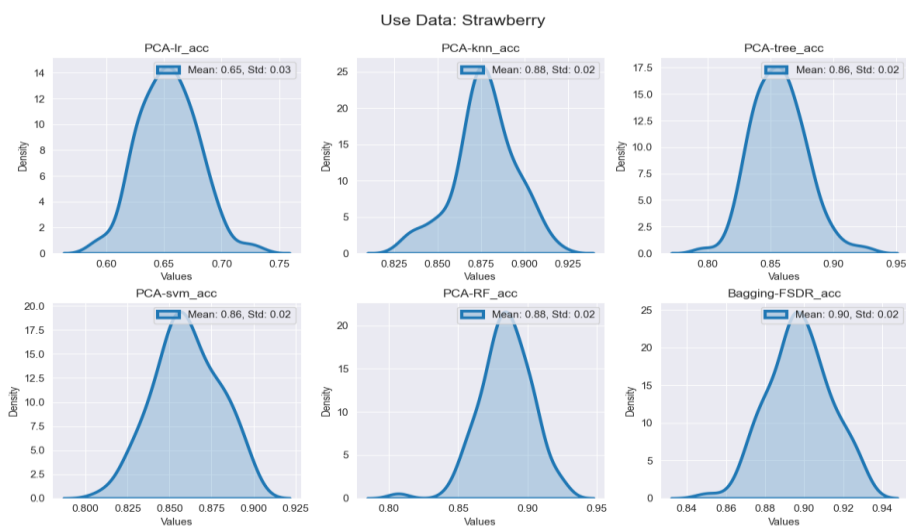 Use Data: Strawberry
PCA-lr_acc
Mean: 0.65, Std: 0.03
14
12
10
8
6
4
2
0
Density
0.60 0.65 0.70 0.75
Values
PCA-knn_acc
Mean: 0.88, Std: 0.02
25
20
15
10
5
0
Density
0.825 0.850 0.875 0.900 0.925
Values
PCA-tree_acc
Mean: 0.86, Std: 0.02
17.5
15.0
12.5
10.0
7.5
5.0
2.5
0.0
Density
0.80 0.85 0.90 0.95
Values
PCA-svm_acc
Mean: 0.86, Std: 0.02
20.0
17.5
15.0
12.5
10.0
7.5
5.0
2.5
0.0
Density
0.800 0.825 0.850 0.875 0.900 0.925
Values
PCA-RF_acc
Mean: 0.88, Std: 0.02
20
15
10
5
0
Density
0.80 0.85 0.90 0.95
Values
Bagging-FSDR_acc
Mean: 0.90, Std: 0.02
25
20
15
10
5
0
Density
0.84 0.86 0.88 0.90 0.92 0.94
Values